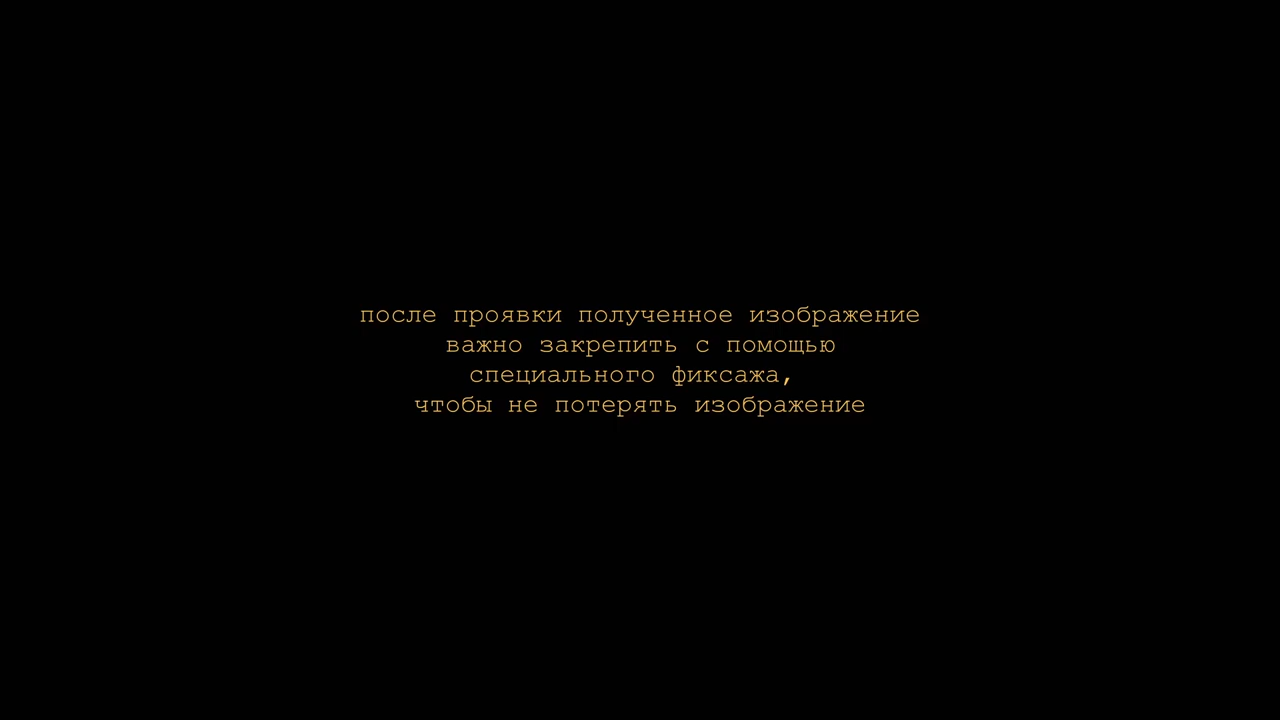 после проявки полученное изображение
важно закрепить с помощью
специального фиксажа,
чтобы не потерять изображение